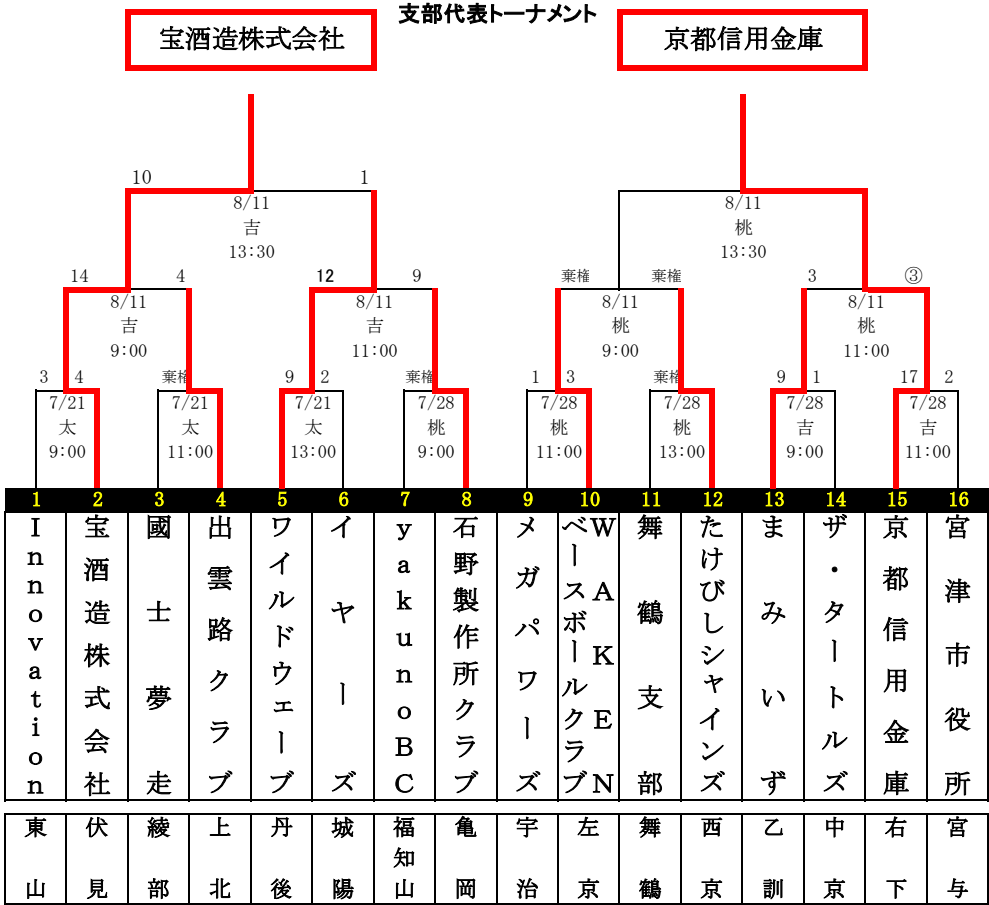 支部代表トーナメント
宝酒造株式会社 京都信用金庫
10 1
8/11 8/11
吉 桃
13:30 13:30
14 4 12 9 棄権 棄権 3 ③
8/11 8/11 8/11 8/11
吉 吉 桃 桃
9:00 11:00 9:00 11:00
3 4 棄権 9 2 棄権 1 3 棄権 9 1 17 2
7/21 7/21 7/21 7/28 7/28 7/28 7/28 7/28
太 太 太 桃 桃 桃 吉 吉
9:00 11:00 13:00 9:00 11:00 13:00 9:00 11:00
1 2 3 4 5 6 7 8 9 10 11 12 13 14 15 16
Innovation
宝酒造株式会社
國士夢走
出雲路クラブ
ワイルドウェーブ
イヤーズ
yakunoBC
石野製作所クラブ
メガパワーズ
WAKEN
ベースボールクラブ
舞鶴支部
たけびしシャインズ
まみいず
ザ・タートルズ
京都信用金庫
宮津市役所
東山
伏見
綾部
上北
丹後
城陽
福知山
亀岡
宇治
左京
舞鶴
西京
乙訓
中京
右下
宮与